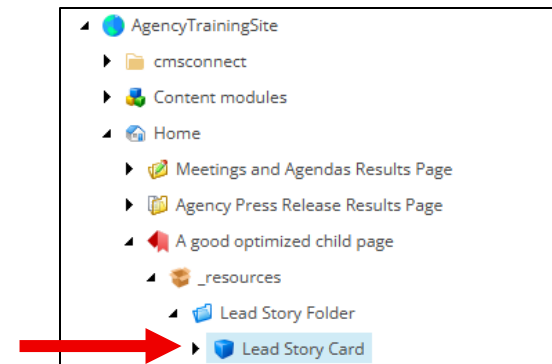 AgencyTrainingSite
cmsconnect
Content modules
Home
Meetings and Agendas Results Page
Agency Press Release Results Page
A good optimized child page
_resources
Lead Story Folder
Lead Story Card